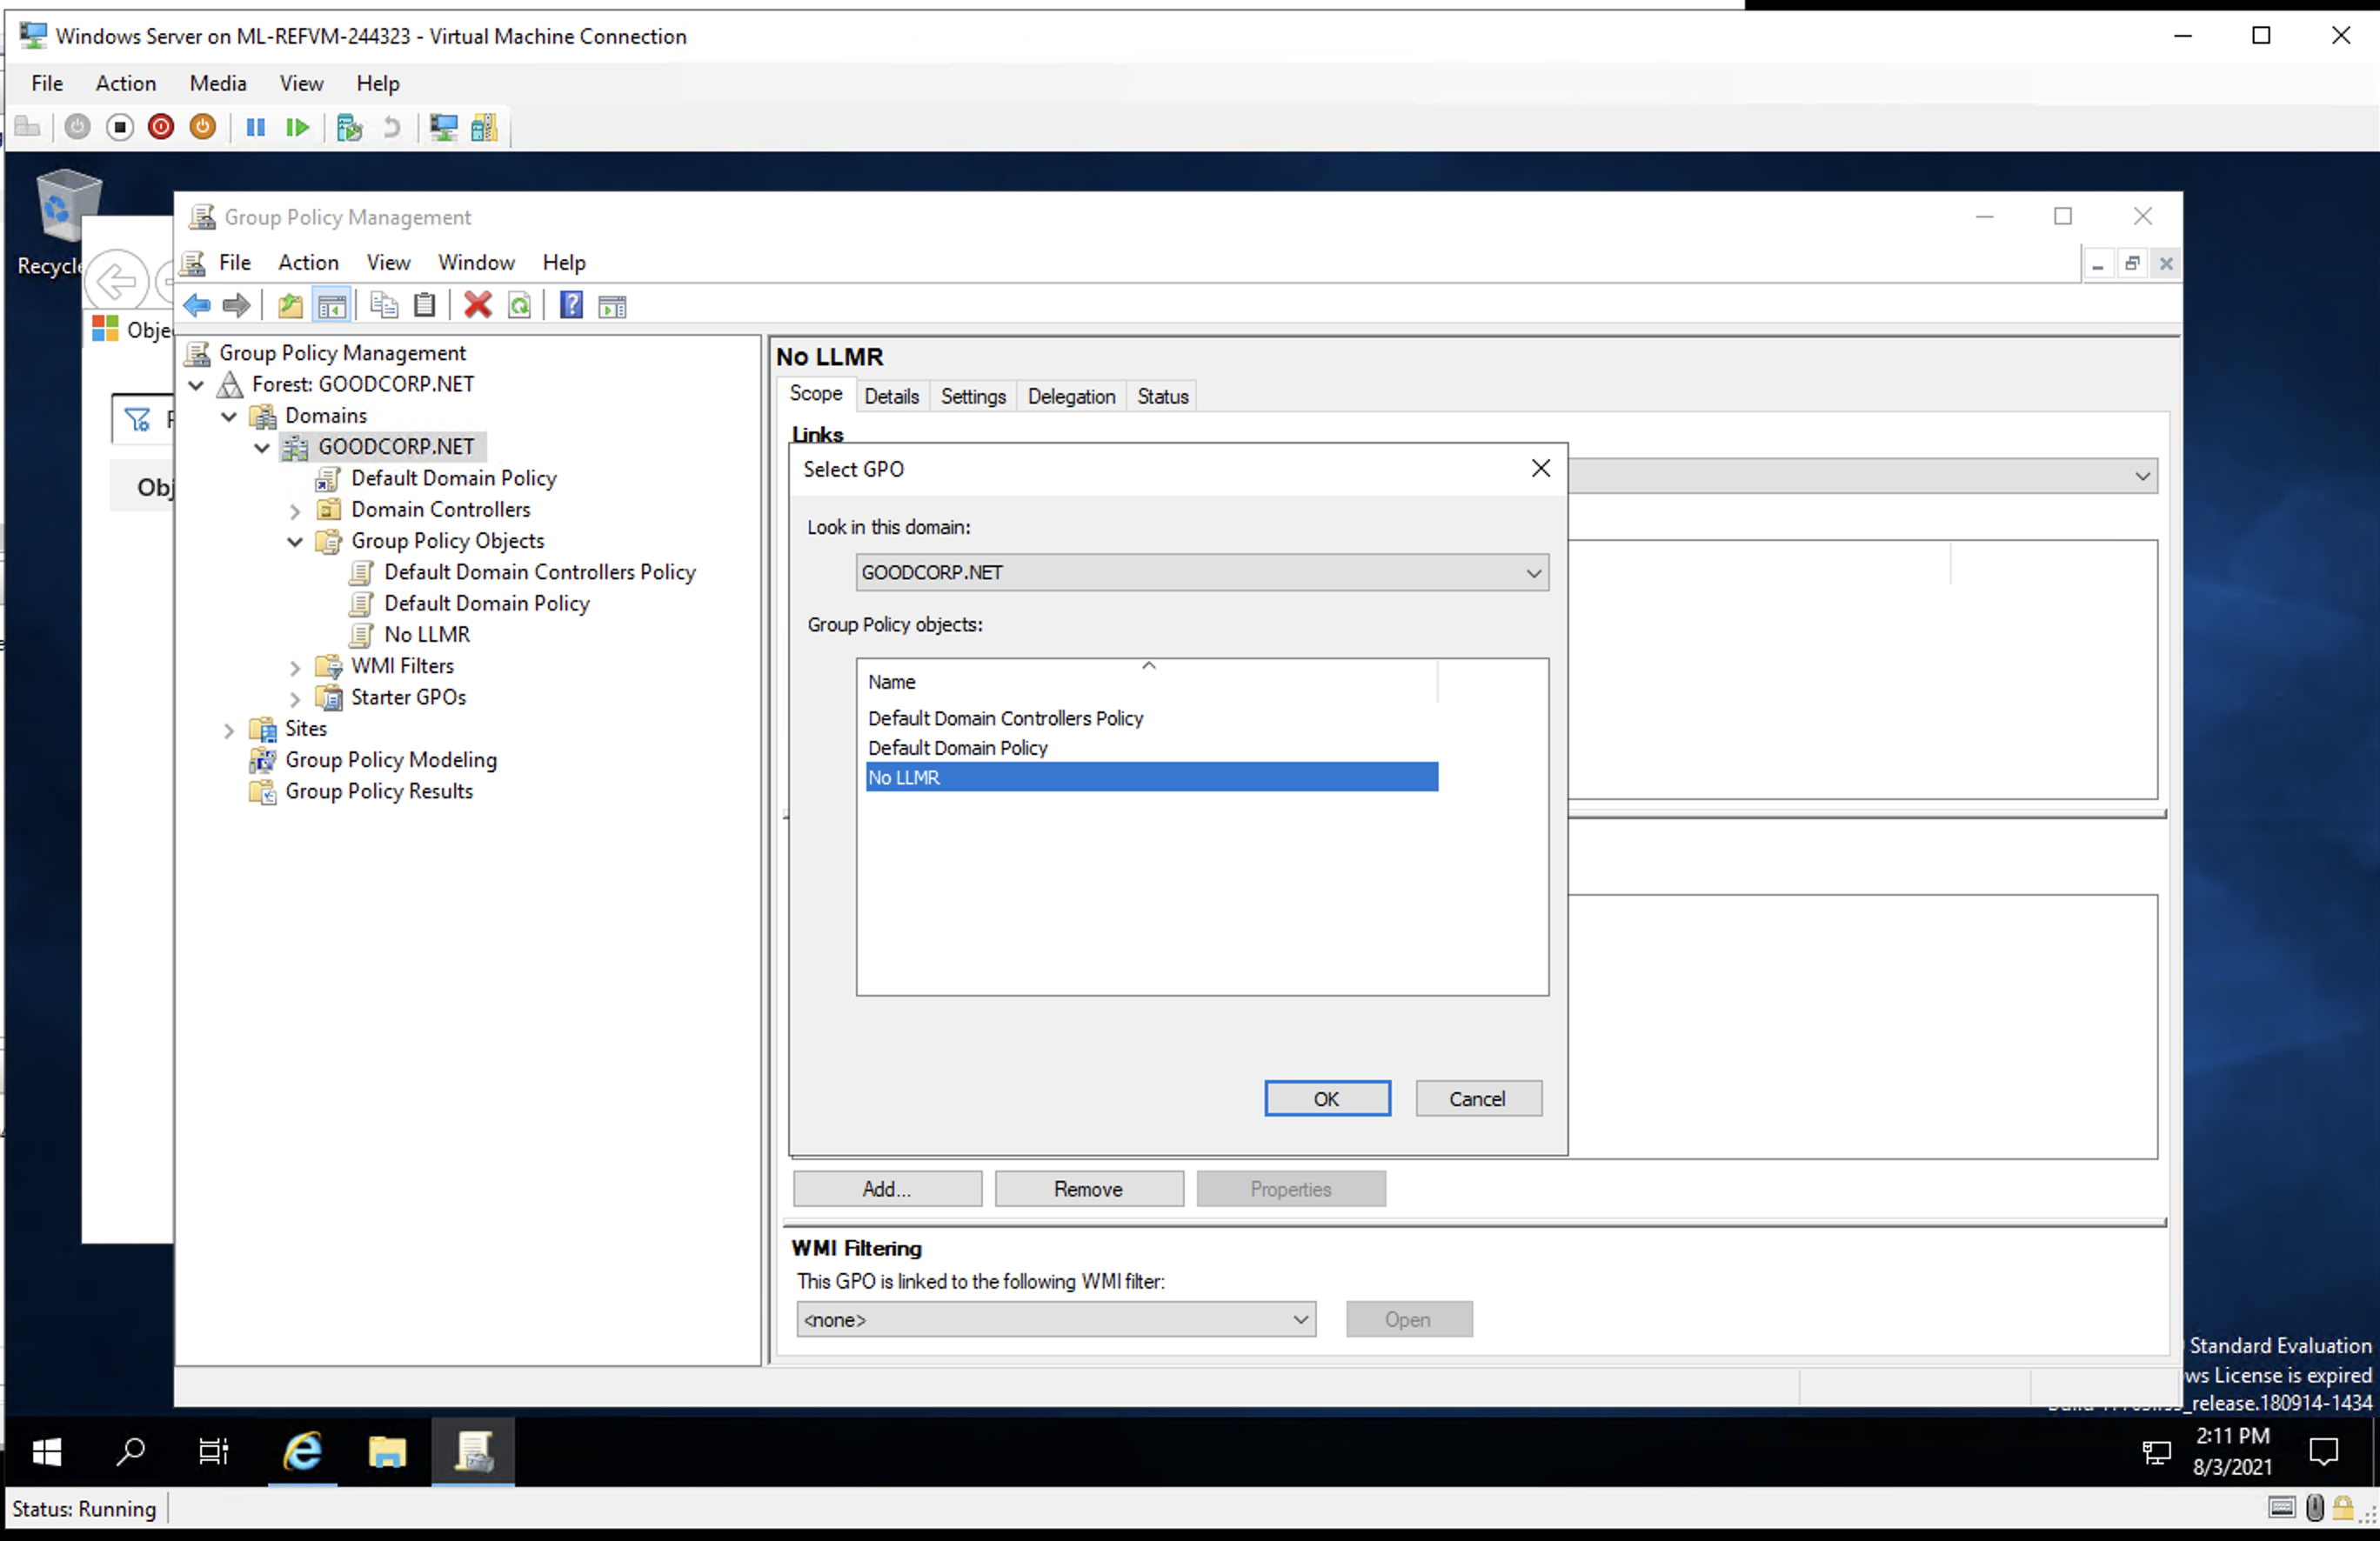 Windows Server on ML-REFVM-244323 - Virtual Machine Connection
File Action Media View Help
Recycle
Group Policy Management
File Action View Window Help
Group Policy Management
Forest: GOODCORP.NET
Domains
GOODCORP.NET
Default Domain Policy
Domain Controllers
Group Policy Objects
Default Domain Controllers Policy
Default Domain Policy
No LLMR
WMI Filters
Starter GPOs
Sites
Group Policy Modeling
Group Policy Results
No LLMR
Scope Details Settings Delegation Status
Links
Select GPO
Look in this domain:
GOODCORP.NET
Group Policy objects:
Name
Default Domain Controllers Policy
Default Domain Policy
No LLMR
OK Cancel
Add... Remove Properties
WMI Filtering
This GPO is linked to the following WMI filter:
<none> Open
Standard Evaluation
License is expired
_release.180914-1434
2:11 PM
8/3/2021
Status: Running